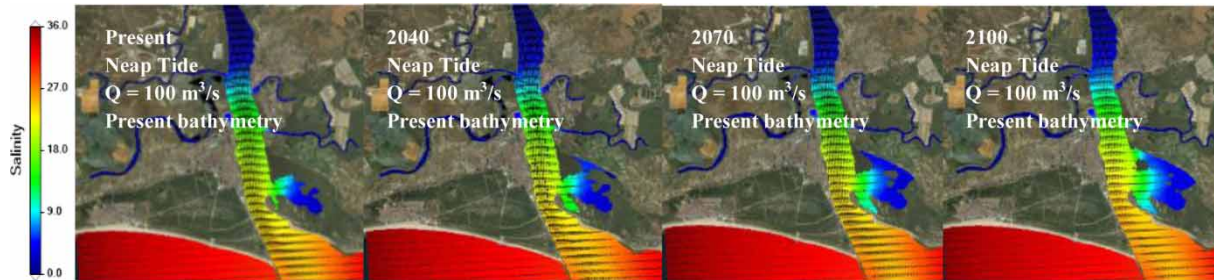 36.0
27.0
18.0
9.0
0.0
Salinity
Present
Neap Tide
Q = 100 m³/s
Present bathymetry
2040
Neap Tide
Q = 100 m³/s
Present bathymetry
2070
Neap Tide
Q = 100 m³/s
Present bathymetry
2100
Neap Tide
Q = 100 m³/s
Present bathymetry